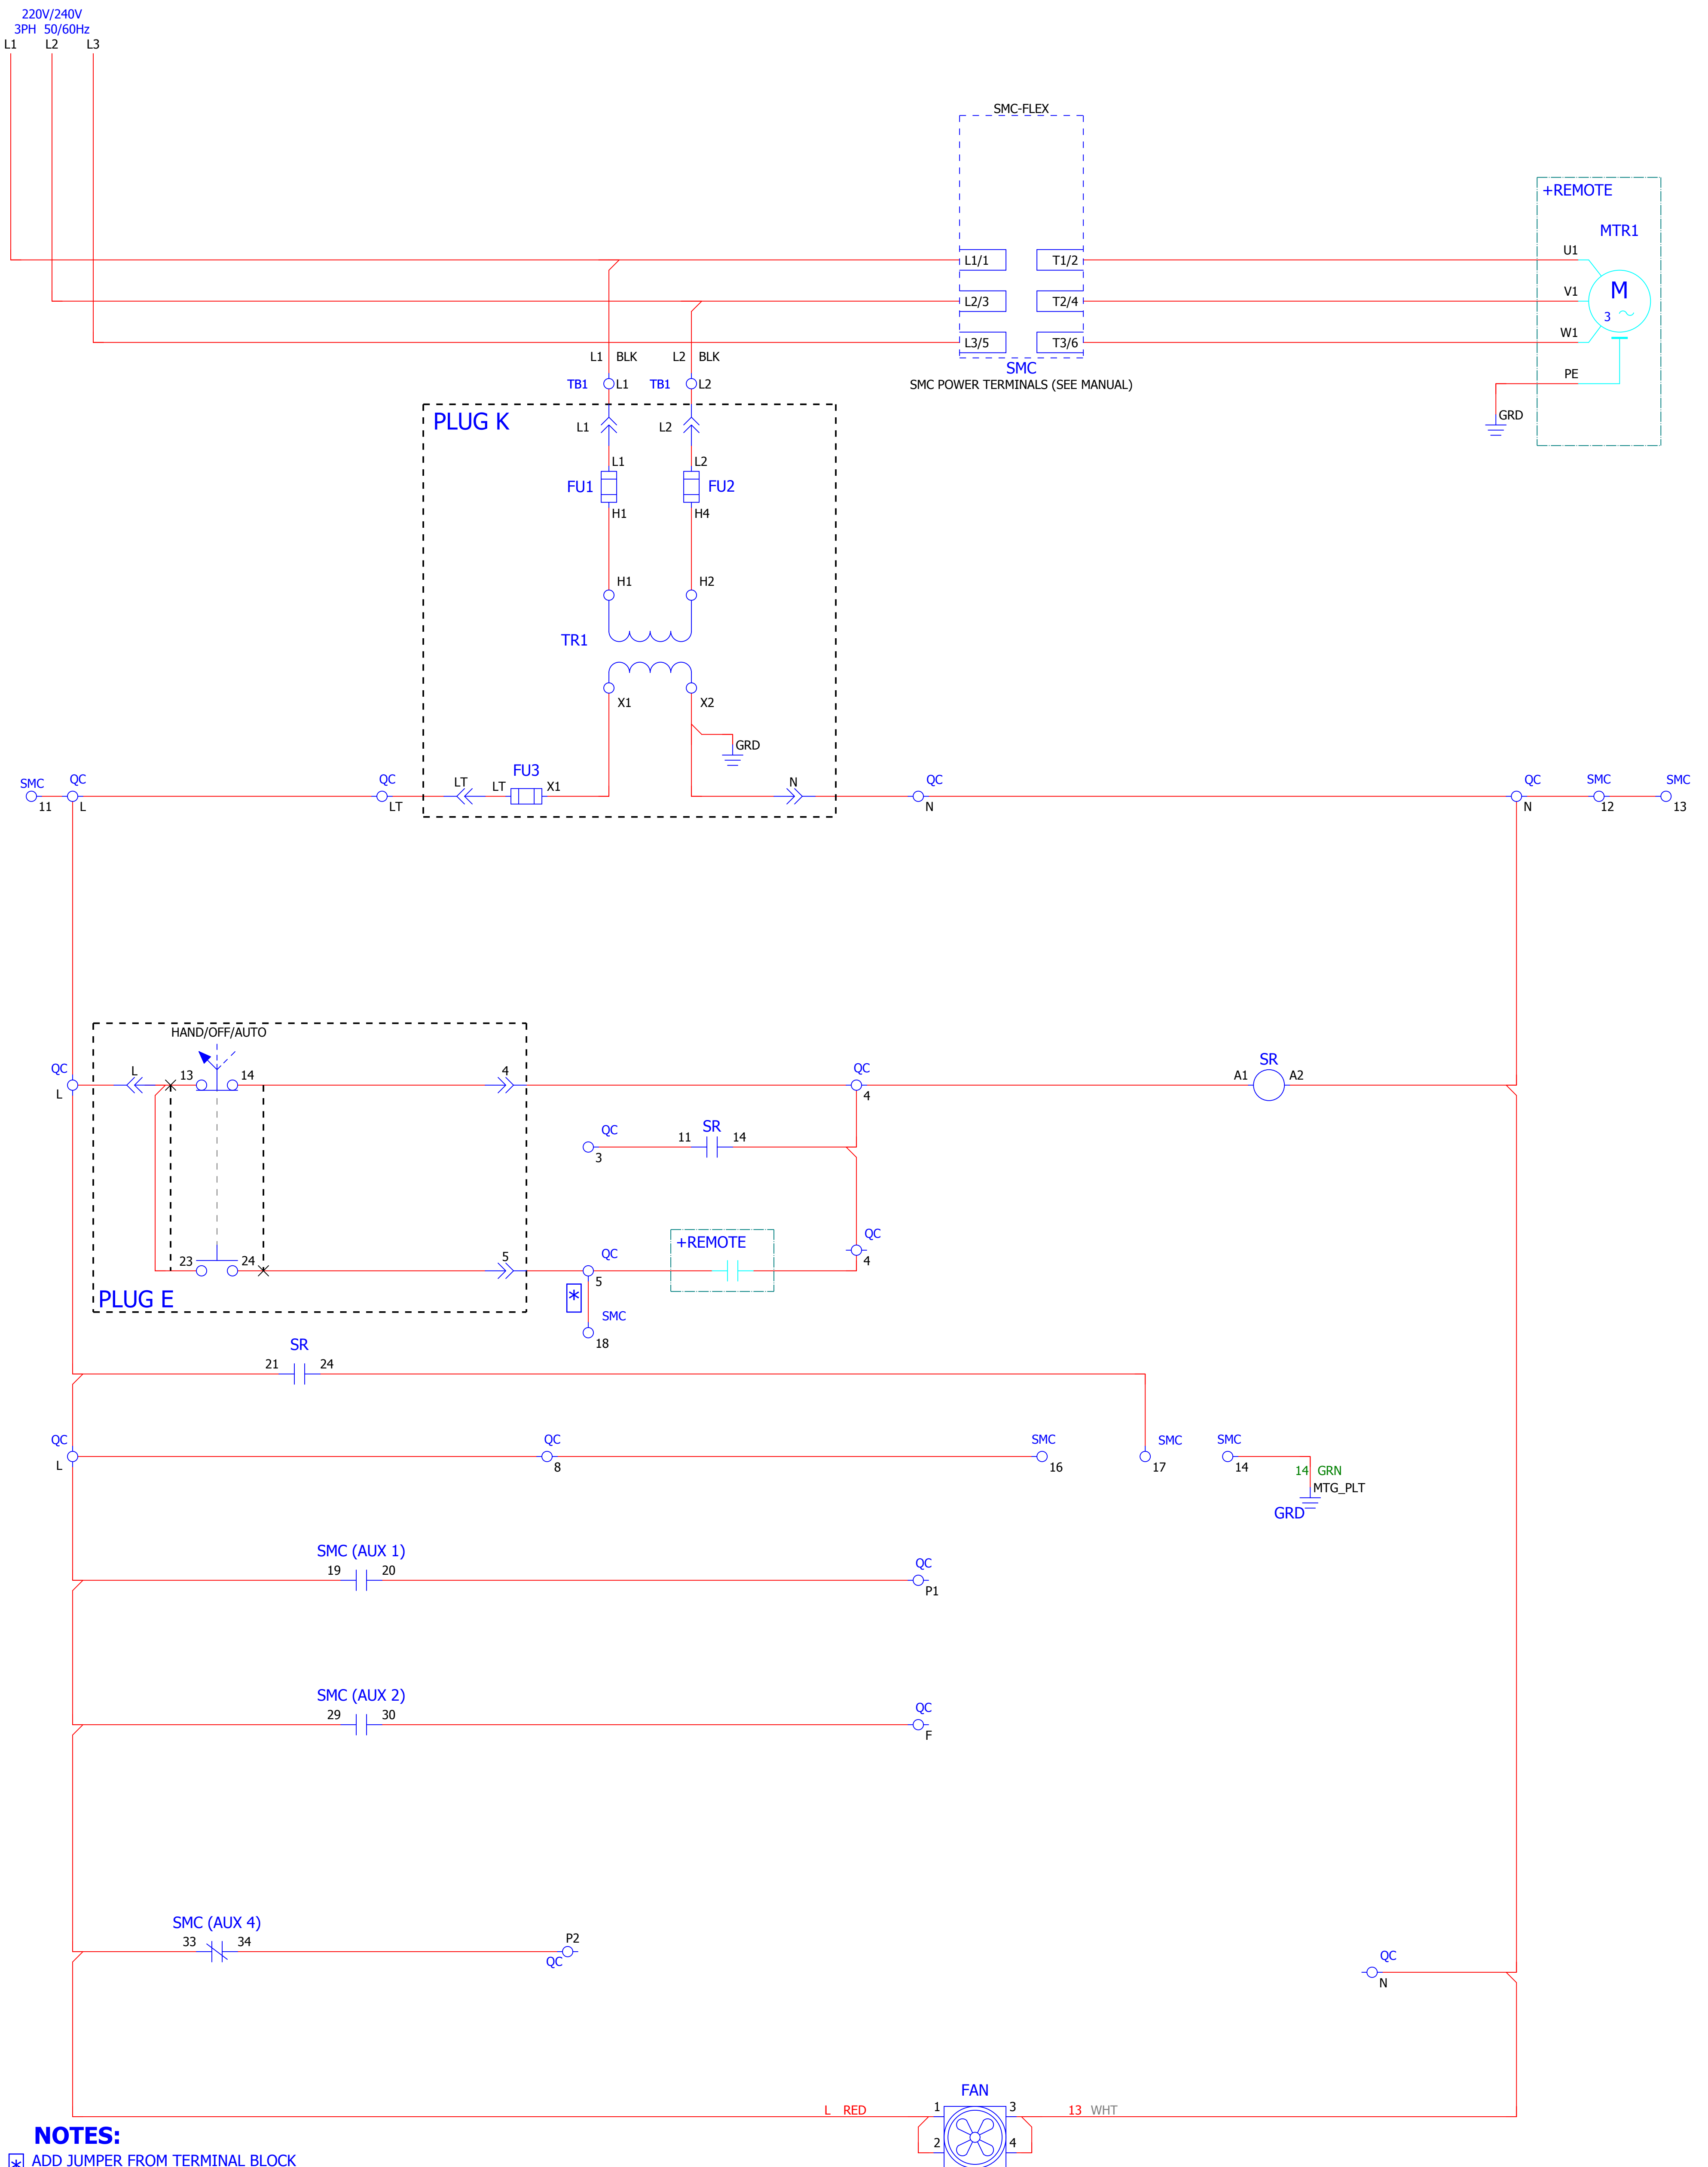 220V/240V
3PH 50/60Hz
L1 L2 L3
SMC-FLEX
+REMOTE
MTR1
L1/1 T1/2 U1
L2/3 T2/4 V1 M
3
L3/5 T3/6 W1
SMC
SMC POWER TERMINALS (SEE MANUAL)
PE
GRD
L1 BLK L2 BLK
TB1 L1 TB1 L2
PLUG K
L1 L2
L1 L2
FU1 FU2
H1 H4
H1 H2
TR1
X1 X2
GRD
SMC QC QC LT LT FU3 X1 N QC QC SMC SMC
11 L LT N N 12 13
HAND/OFF/AUTO
QC L 13 14 4 QC SR
L 4 A1 A2
QC 11 SR 14
3
+REMOTE
QC
4
23 24 5 QC
5
PLUG E
*
SMC
18
SR
21 24
QC QC SMC SMC SMC
L 8 16 17 14
14 GRN
MTG_PLT
GRD
SMC (AUX 1)
19 20 QC
P1
SMC (AUX 2)
29 30 QC
F
SMC (AUX 4)
33 34 P2
QC
QC
N
FAN
L RED 1 3 13 WHT
2 4
NOTES:
* ADD JUMPER FROM TERMINAL BLOCK